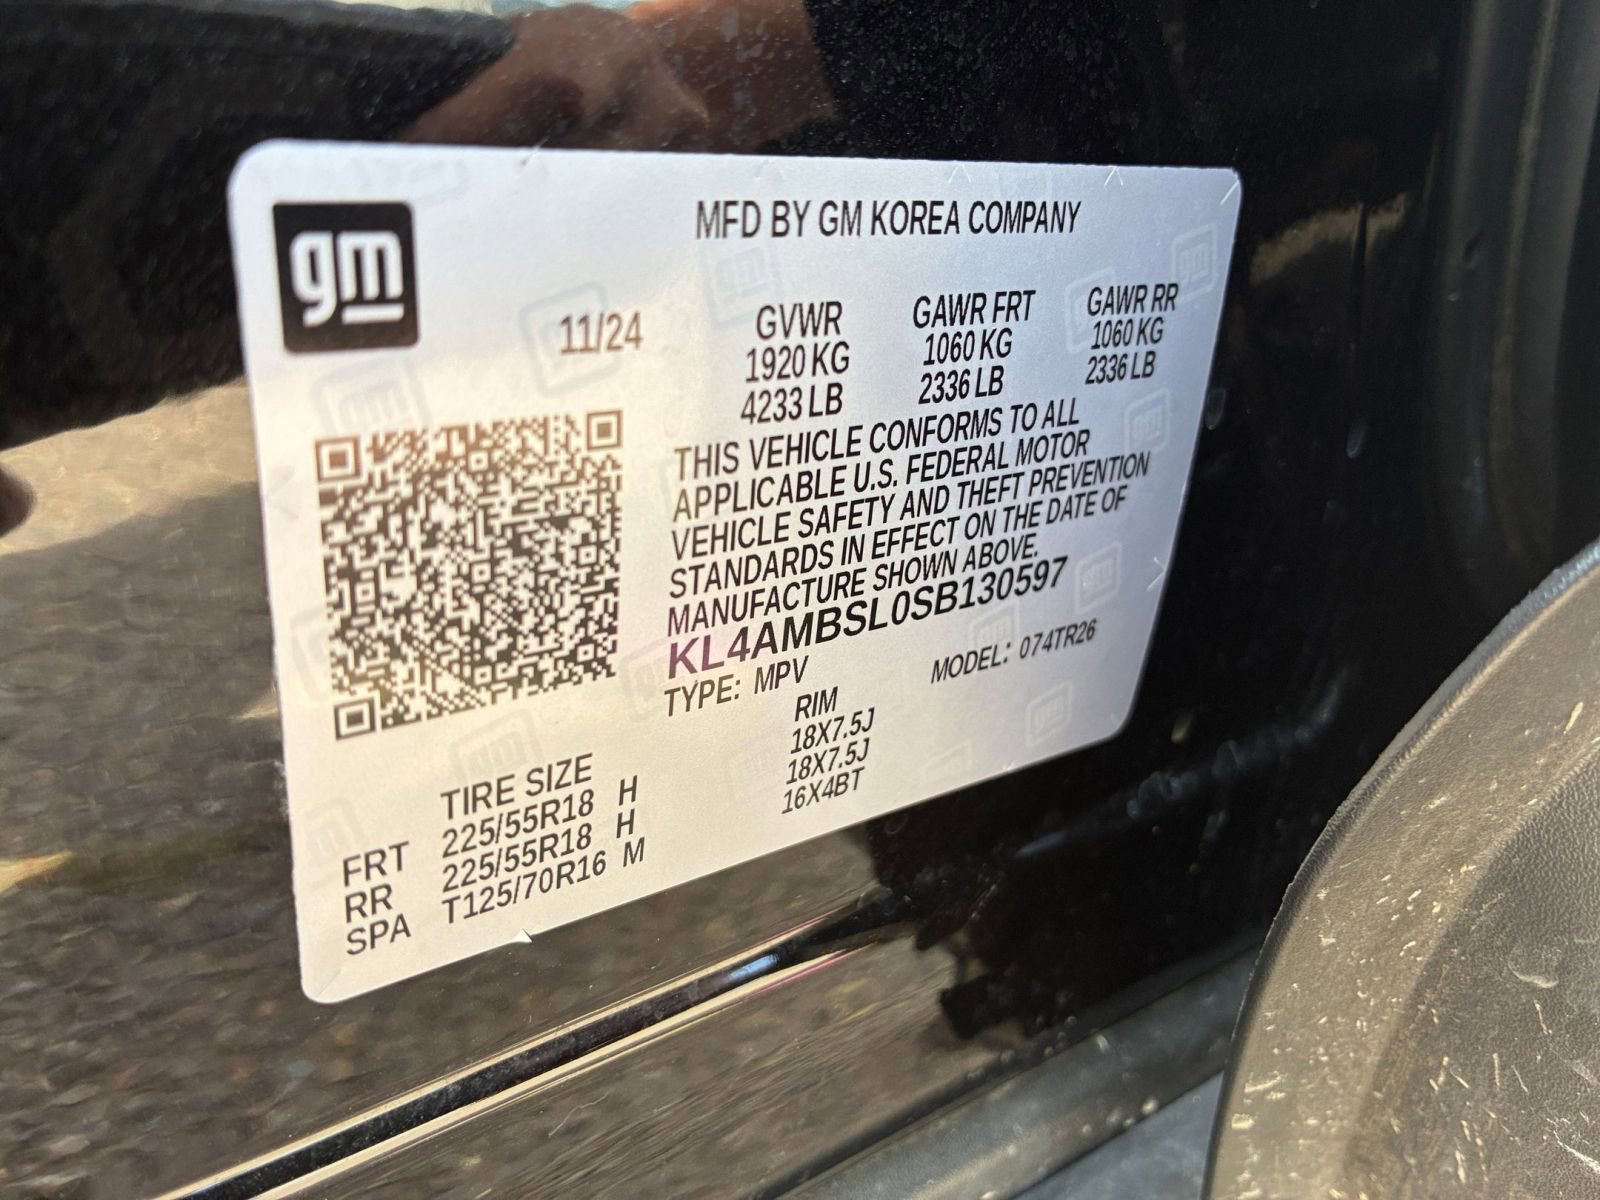 gm
MFD BY GM KOREA COMPANY
11/24
GVWR GAWR FRT GAWR RR
1920 KG 1060 KG 1060 KG
4233 LB 2336 LB 2336 LB
THIS VEHICLE CONFORMS TO ALL
APPLICABLE U.S. FEDERAL MOTOR
VEHICLE SAFETY AND THEFT PREVENTION
STANDARDS IN EFFECT ON THE DATE OF
MANUFACTURE SHOWN ABOVE.
KL4AMBSL0SB130597
TYPE: MPV MODEL: 074TR26
TIRE SIZE RIM
FRT 225/55R18 H 18X7.5J
RR 225/55R18 H 18X7.5J
SPA T125/70R16 M 16X4BT